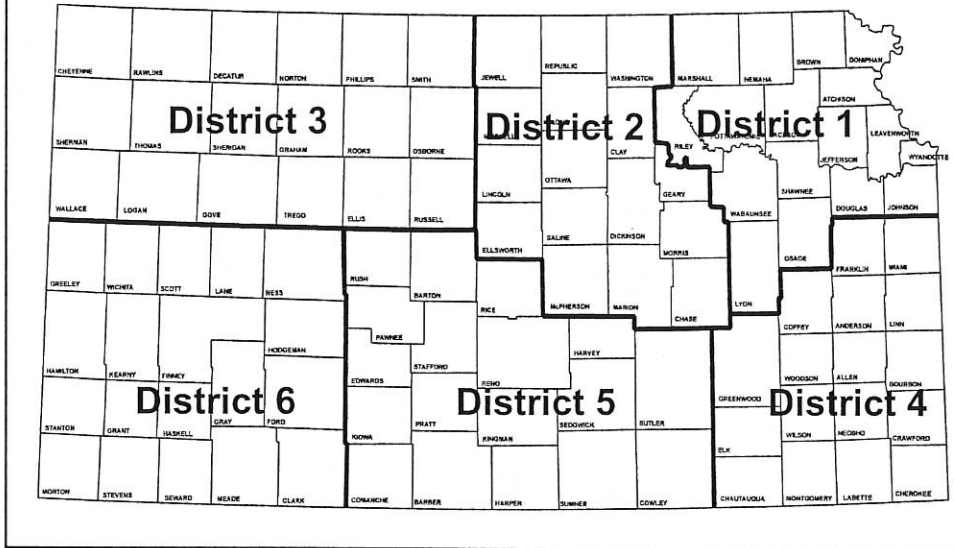 CHEYENNE RAWLINS DECATUR NORTON PHILLIPS SMITH JEWELL REPUBLIC WASHINGTON MARSHALL NEMAHA BROWN DONIPHAN
ATCHISON
District 3 District 2 District 1
SHERMAN THOMAS SHERIDAN GRAHAM ROOKS OSBORNE CLAY RILEY JEFFERSON LEAVENWORTH WYANDOTTE
OTTAWA
WALLACE LOGAN GOVE TREGO ELLIS RUSSELL LINCOLN GEARY SHAWNEE DOUGLAS JOHNSON
WABAUNSEE
ELLSWORTH SALINE DICKINSON MORRIS OSAGE FRANKLIN MIAMI
GREELEY WICHITA SCOTT LANE NESS RUSH BARTON RICE McPHERSON MARION CHASE LYON
COFFEY ANDERSON LINN
PAWNEE
HODGEMAN STAFFORD HARVEY
HAMILTON KEARNY FINNEY EDWARDS RENO WOODSON ALLEN BOURBON
District 6 District 5 District 4
GREENWOOD
STANTON GRANT HASKELL GRAY FORD KIOWA PRATT KINGMAN SEDGWICK BUTLER WILSON NEOSHO CRAWFORD
ELK
MORTON STEVENS SEWARD MEADE CLARK COMANCHE BARBER HARPER SUMNER COWLEY CHAUTAUQUA MONTGOMERY LABETTE CHEROKEE